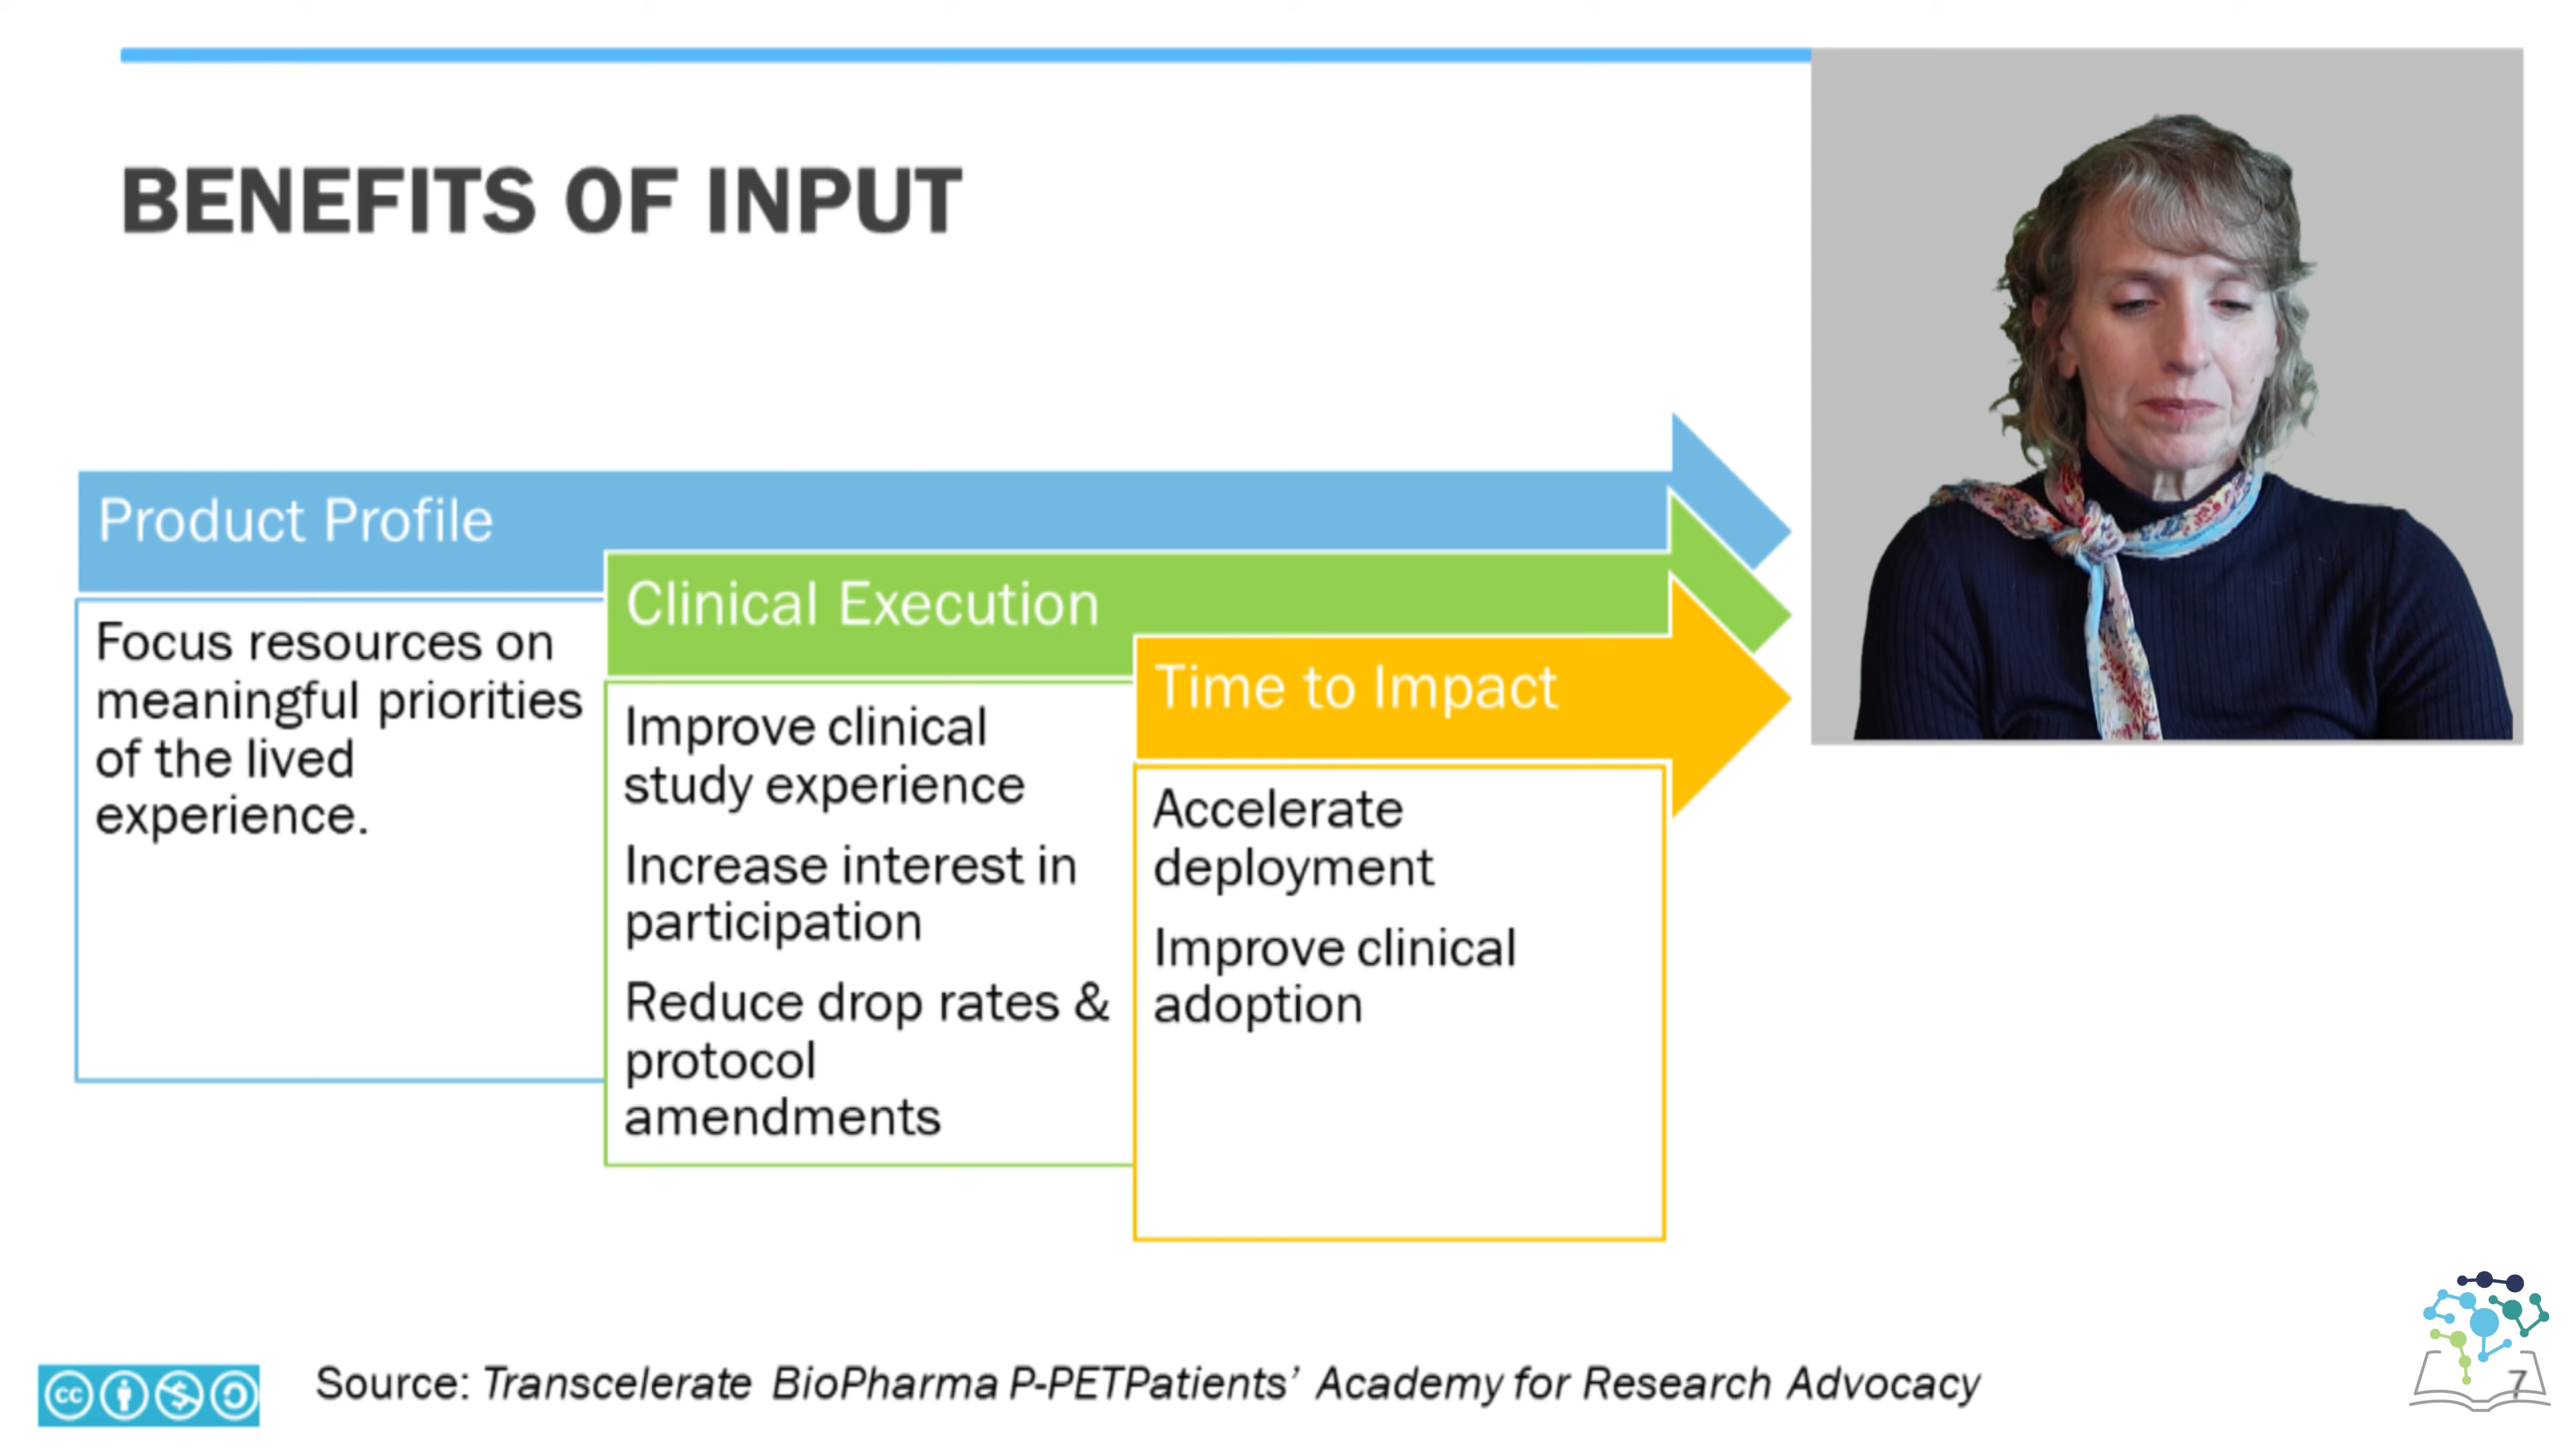 BENEFITS OF INPUT
Product Profile
Focus resources on
meaningful priorities
of the lived
experience.
Clinical Execution
Improve clinical
study experience
Increase interest in
participation
Reduce drop rates &
protocol
amendments
Time to Impact
Accelerate
deployment
Improve clinical
adoption
cc
Source: Transcelerate BioPharma P-PETPatients’ Academy for Research Advocacy
7